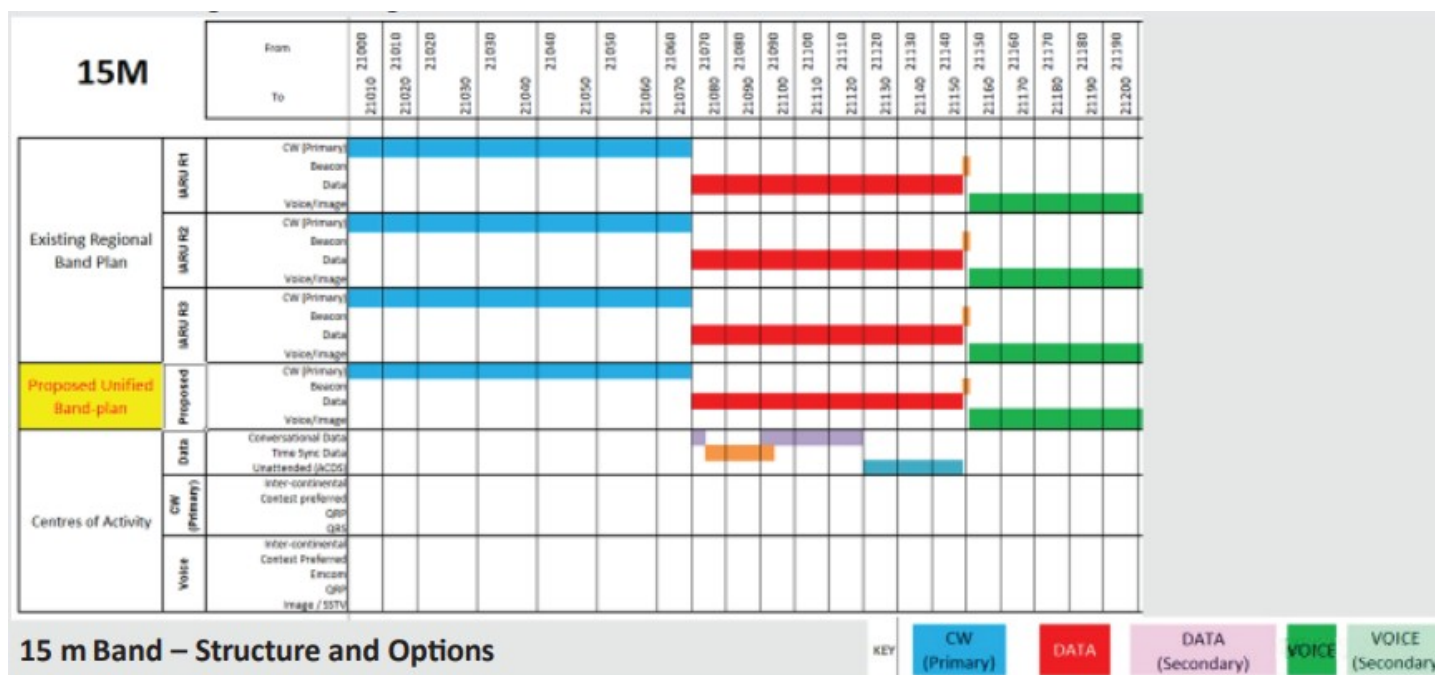 15M
From 21000 21010 21020 21030 21040 21050 21060 21070 21080 21090 21100 21110 21120 21130 21140 21150 21160 21170 21180 21190
To 21010 21020 21030 21040 21050 21060 21070 21080 21090 21100 21110 21120 21130 21140 21150 21160 21170 21180 21190 21200
Existing Regional
Band Plan
IARU R1
CW (Primary)
Beacon
Data
Voice/Image
IARU R2
CW (Primary)
Beacon
Data
Voice/Image
IARU R3
CW (Primary)
Beacon
Data
Voice/Image
Proposed Unified
Band-plan
Proposed
CW (Primary)
Beacon
Data
Voice/Image
Centres of Activity
Data
Conversational Data
Time Sync Data
Unattended (ACDS)
CW
(Primary)
Inter-continental
Contest preferred
QRP
QRS
Voice
Inter-continental
Contest Preferred
Emcom
QRP
Image / SSTV
15 m Band – Structure and Options
KEY
CW
(Primary)
DATA
DATA
(Secondary)
VOICE
VOICE
(Secondary